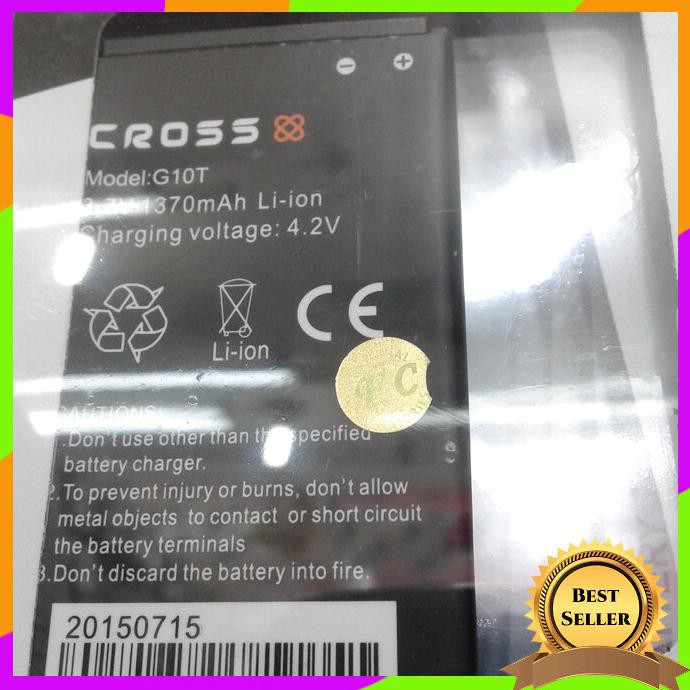 CROSS
Model:G10T
3.7V 1370mAh Li-ion
Charging voltage: 4.2V
Li-ion
CE
FC
CAUTIONS:
.Don't use other than the specified
battery charger.
2.To prevent injury or burns, don't allow
metal objects to contact or short circuit
the battery terminals
3.Don't discard the battery into fire.
20150715
BEST
SELLER